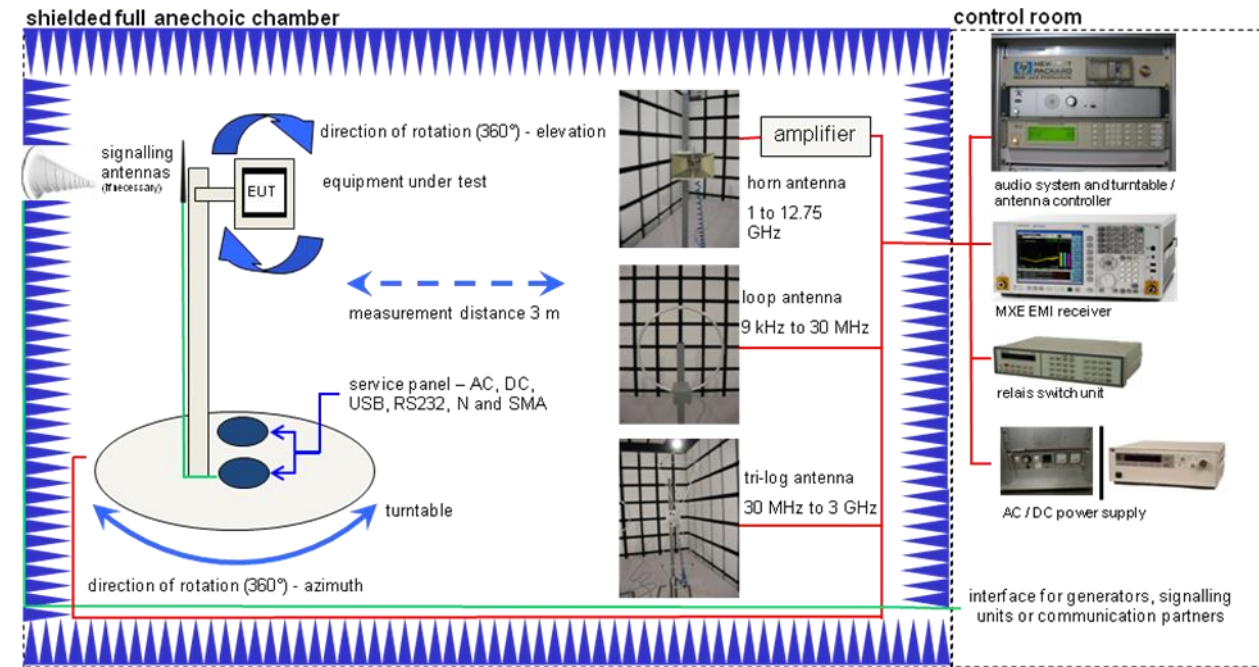 shielded full anechoic chamber
control room
direction of rotation (360°) - elevation
signalling
antennas
(if necessary)
EUT
equipment under test
measurement distance 3 m
service panel – AC, DC,
USB, RS232, N and SMA
turntable
direction of rotation (360°) - azimuth
amplifier
horn antenna
1 to 12.75
GHz
loop antenna
9 kHz to 30 MHz
tri-log antenna
30 MHz to 3 GHz
HEWLETT
PACKARD
audio system and turntable /
antenna controller
MXE EMI receiver
relais switch unit
AC / DC power supply
interface for generators, signalling
units or communication partners